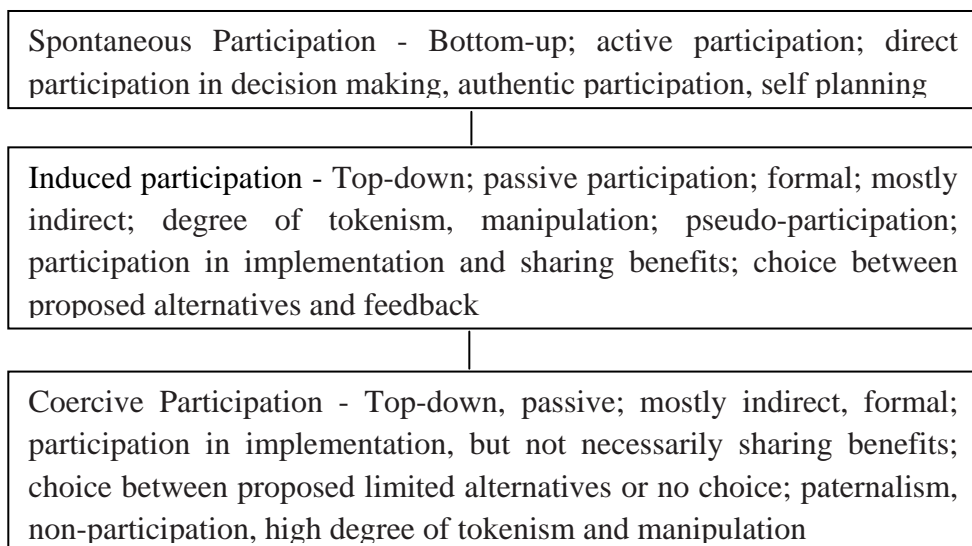 Spontaneous Participation - Bottom-up; active participation; direct
participation in decision making, authentic participation, self planning
Induced participation - Top-down; passive participation; formal; mostly
indirect; degree of tokenism, manipulation; pseudo-participation;
participation in implementation and sharing benefits; choice between
proposed alternatives and feedback
Coercive Participation - Top-down, passive; mostly indirect, formal;
participation in implementation, but not necessarily sharing benefits;
choice between proposed limited alternatives or no choice; paternalism,
non-participation, high degree of tokenism and manipulation